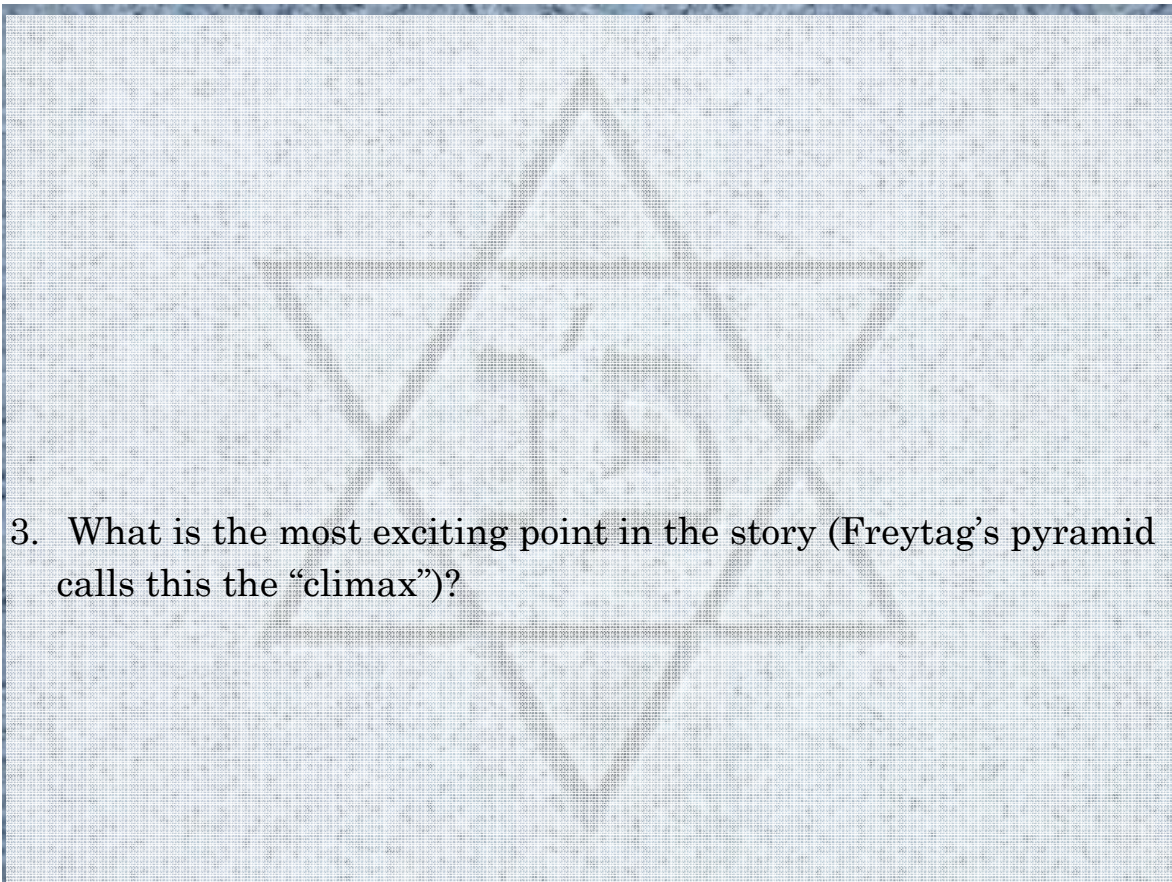 3. What is the most exciting point in the story (Freytag’s pyramid
calls this the “climax”)?